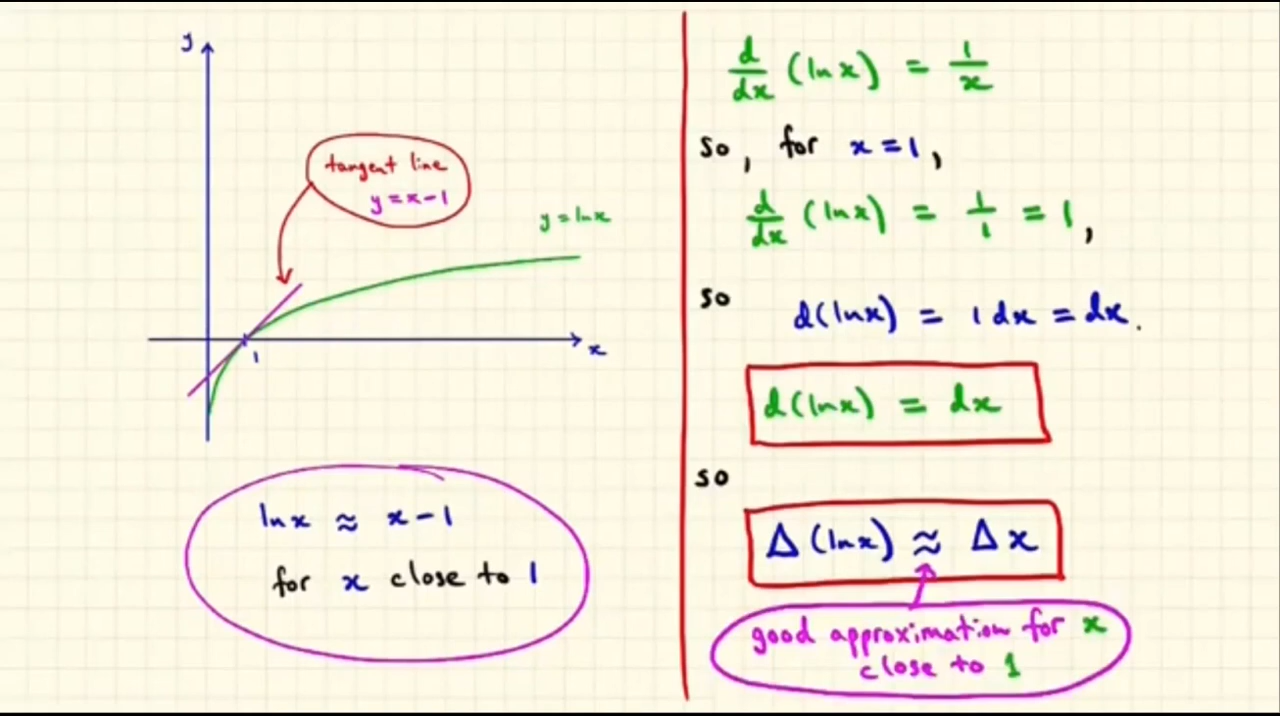 y
tangent line
y = x - 1
y = ln x
1
x
ln x ≈ x - 1
for x close to 1
d/dx (ln x) = 1/x
so, for x = 1,
d/dx (ln x) = 1/1 = 1,
so d(ln x) = 1 dx = dx.
d(ln x) = dx
so
Δ(ln x) ≈ Δx
good approximation for x
close to 1